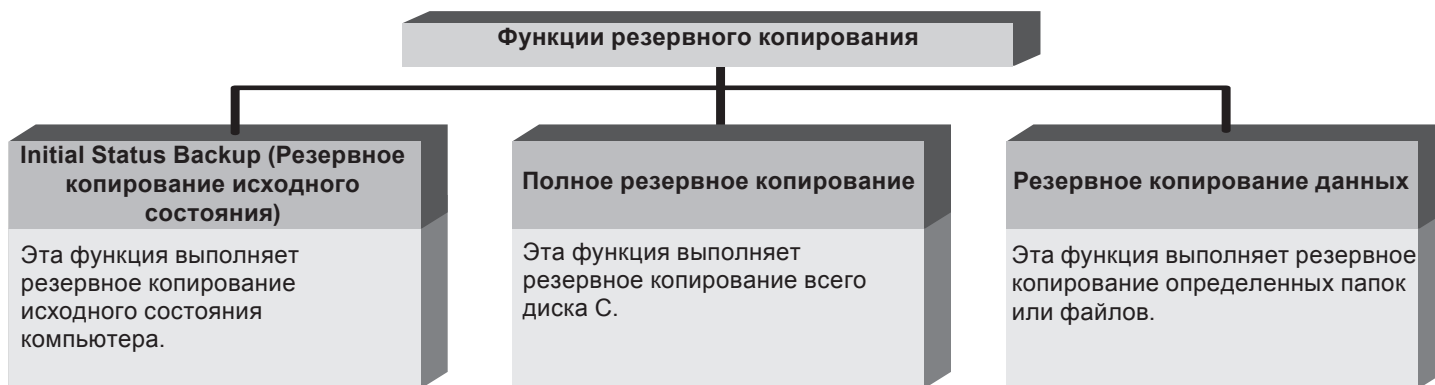 Функции резервного копирования
Initial Status Backup (Резервное
копирование исходного
состояния)
Эта функция выполняет
резервное копирование
исходного состояния
компьютера.
Полное резервное копирование
Эта функция выполняет
резервное копирование всего
диска C.
Резервное копирование данных
Эта функция выполняет резервное
копирование определенных папок
или файлов.